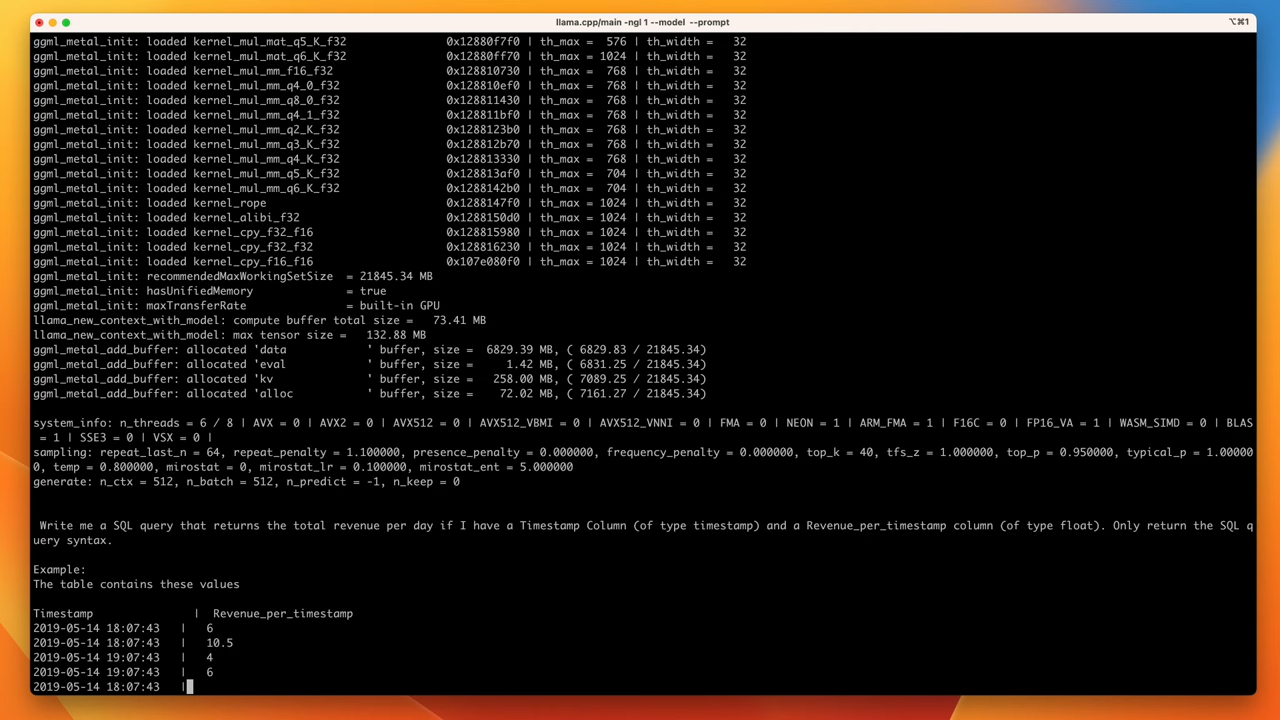 llama.cpp/main -ngl 1 --model --prompt
⌥⌘1
ggml_metal_init: loaded kernel_mul_mat_q5_K_f32 0x12880f7f0 | th_max = 576 | th_width = 32
ggml_metal_init: loaded kernel_mul_mat_q6_K_f32 0x12880ff70 | th_max = 1024 | th_width = 32
ggml_metal_init: loaded kernel_mul_mm_f16_f32 0x128810730 | th_max = 768 | th_width = 32
ggml_metal_init: loaded kernel_mul_mm_q4_0_f32 0x128810ef0 | th_max = 768 | th_width = 32
ggml_metal_init: loaded kernel_mul_mm_q8_0_f32 0x128811430 | th_max = 768 | th_width = 32
ggml_metal_init: loaded kernel_mul_mm_q4_1_f32 0x128811bf0 | th_max = 768 | th_width = 32
ggml_metal_init: loaded kernel_mul_mm_q2_K_f32 0x1288123b0 | th_max = 768 | th_width = 32
ggml_metal_init: loaded kernel_mul_mm_q3_K_f32 0x128812b70 | th_max = 768 | th_width = 32
ggml_metal_init: loaded kernel_mul_mm_q4_K_f32 0x128813330 | th_max = 768 | th_width = 32
ggml_metal_init: loaded kernel_mul_mm_q5_K_f32 0x128813af0 | th_max = 704 | th_width = 32
ggml_metal_init: loaded kernel_mul_mm_q6_K_f32 0x1288142b0 | th_max = 704 | th_width = 32
ggml_metal_init: loaded kernel_rope 0x1288147f0 | th_max = 1024 | th_width = 32
ggml_metal_init: loaded kernel_alibi_f32 0x1288150d0 | th_max = 1024 | th_width = 32
ggml_metal_init: loaded kernel_cpy_f32_f16 0x128815980 | th_max = 1024 | th_width = 32
ggml_metal_init: loaded kernel_cpy_f32_f32 0x128816230 | th_max = 1024 | th_width = 32
ggml_metal_init: loaded kernel_cpy_f16_f16 0x107e080f0 | th_max = 1024 | th_width = 32
ggml_metal_init: recommendedMaxWorkingSetSize = 21845.34 MB
ggml_metal_init: hasUnifiedMemory = true
ggml_metal_init: maxTransferRate = built-in GPU
llama_new_context_with_model: compute buffer total size = 73.41 MB
llama_new_context_with_model: max tensor size = 132.88 MB
ggml_metal_add_buffer: allocated 'data ' buffer, size = 6829.39 MB, ( 6829.83 / 21845.34)
ggml_metal_add_buffer: allocated 'eval ' buffer, size = 1.42 MB, ( 6831.25 / 21845.34)
ggml_metal_add_buffer: allocated 'kv ' buffer, size = 258.00 MB, ( 7089.25 / 21845.34)
ggml_metal_add_buffer: allocated 'alloc ' buffer, size = 72.02 MB, ( 7161.27 / 21845.34)
system_info: n_threads = 6 / 8 | AVX = 0 | AVX2 = 0 | AVX512 = 0 | AVX512_VBMI = 0 | AVX512_VNNI = 0 | FMA = 0 | NEON = 1 | ARM_FMA = 1 | F16C = 0 | FP16_VA = 1 | WASM_SIMD = 0 | BLAS
= 1 | SSE3 = 0 | VSX = 0 |
sampling: repeat_last_n = 64, repeat_penalty = 1.100000, presence_penalty = 0.000000, frequency_penalty = 0.000000, top_k = 40, tfs_z = 1.000000, top_p = 0.950000, typical_p = 1.00000
0, temp = 0.800000, mirostat = 0, mirostat_lr = 0.100000, mirostat_ent = 5.000000
generate: n_ctx = 512, n_batch = 512, n_predict = -1, n_keep = 0
Write me a SQL query that returns the total revenue per day if I have a Timestamp Column (of type timestamp) and a Revenue_per_timestamp column (of type float). Only return the SQL q
uery syntax.
Example:
The table contains these values
Timestamp | Revenue_per_timestamp
2019-05-14 18:07:43 | 6
2019-05-14 18:07:43 | 10.5
2019-05-14 19:07:43 | 4
2019-05-14 19:07:43 | 6
2019-05-14 18:07:43 |